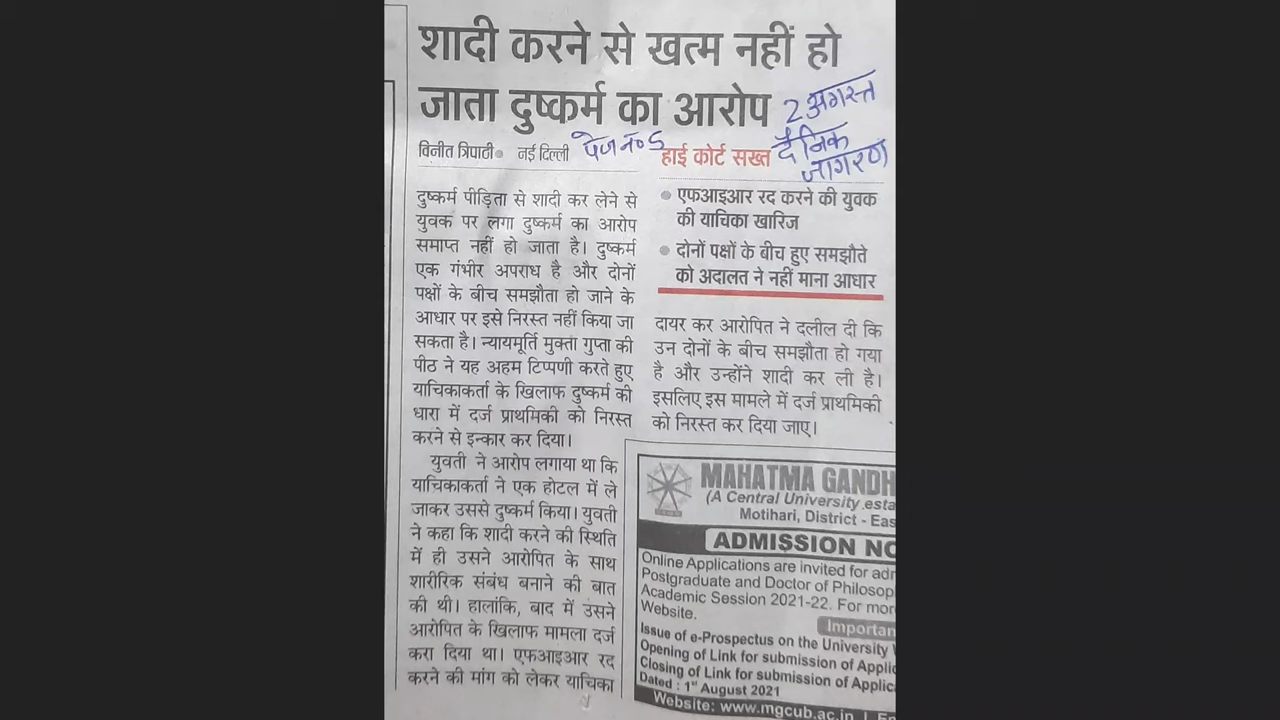 शादी करने से खत्म नहीं हो
जाता दुष्कर्म का आरोप
2 अगस्त
दैनिक
जागरण
विनीत त्रिपाठी ● नई दिल्ली
पेज नं० 5
दुष्कर्म पीड़िता से शादी कर लेने से
युवक पर लगा दुष्कर्म का आरोप
समाप्त नहीं हो जाता है। दुष्कर्म
एक गंभीर अपराध है और दोनों
पक्षों के बीच समझौता हो जाने के
आधार पर इसे निरस्त नहीं किया जा
सकता है। न्यायमूर्ति मुक्ता गुप्ता की
पीठ ने यह अहम टिप्पणी करते हुए
याचिकाकर्ता के खिलाफ दुष्कर्म की
धारा में दर्ज प्राथमिकी को निरस्त
करने से इन्कार कर दिया।
युवती ने आरोप लगाया था कि
याचिकाकर्ता ने एक होटल में ले
जाकर उससे दुष्कर्म किया। युवती
ने कहा कि शादी करने की स्थिति
में ही उसने आरोपित के साथ
शारीरिक संबंध बनाने की बात
की थी। हालांकि, बाद में उसने
आरोपित के खिलाफ मामला दर्ज
करा दिया था। एफआइआर रद
करने की मांग को लेकर याचिका
हाई कोर्ट सख्त
● एफआइआर रद करने की युवक
की याचिका खारिज
● दोनों पक्षों के बीच हुए समझौते
को अदालत ने नहीं माना आधार
दायर कर आरोपित ने दलील दी कि
उन दोनों के बीच समझौता हो गया
है और उन्होंने शादी कर ली है।
इसलिए इस मामले में दर्ज प्राथमिकी
को निरस्त कर दिया जाए।
MAHATMA GANDH
(A Central University esta
Motihari, District - Eas
ADMISSION NO
Online Applications are invited for adr
Postgraduate and Doctor of Philosop
Academic Session 2021-22. For mor
Website.
Importan
Issue of e-Prospectus on the University
Opening of Link for submission of Applic
Closing of Link for submission of Applica
Dated : 1st August 2021
Website: www.mgcub.ac.in | En